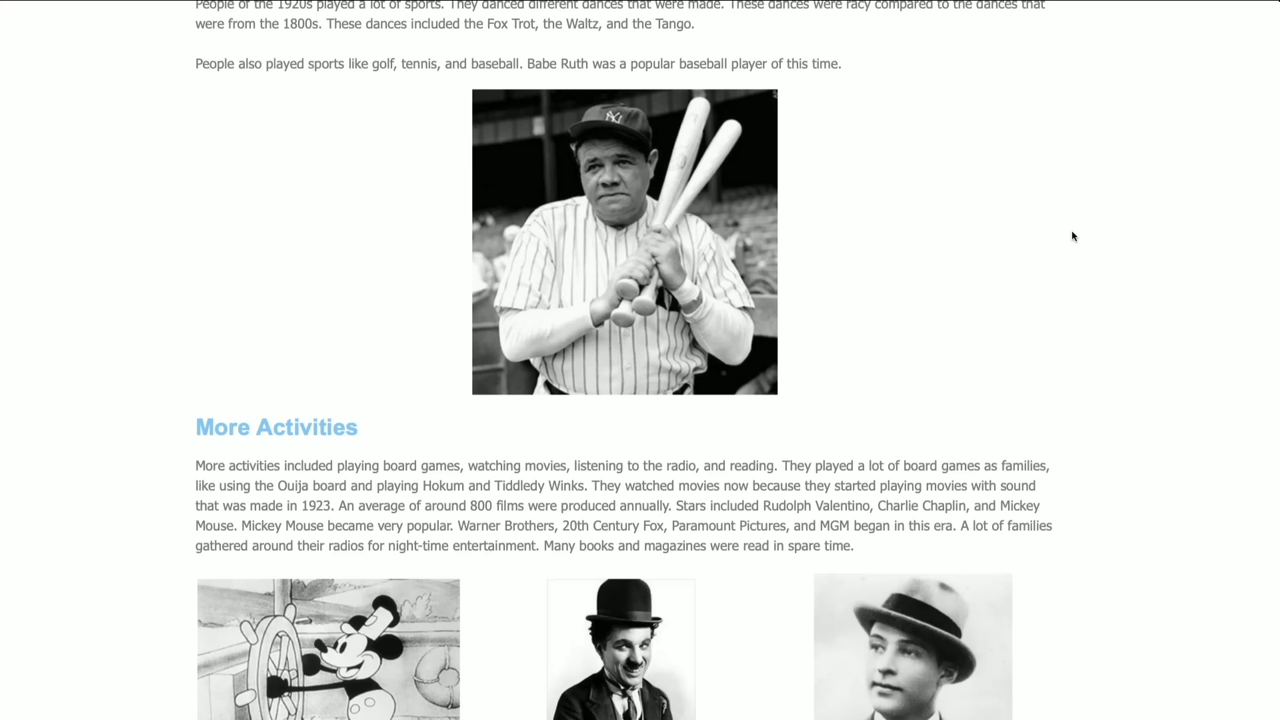 People of the 1920s played a lot of sports. They danced different dances that were made. These dances were racy compared to the dances that
were from the 1800s. These dances included the Fox Trot, the Waltz, and the Tango.
People also played sports like golf, tennis, and baseball. Babe Ruth was a popular baseball player of this time.
NY
More Activities
More activities included playing board games, watching movies, listening to the radio, and reading. They played a lot of board games as families,
like using the Ouija board and playing Hokum and Tiddledy Winks. They watched movies now because they started playing movies with sound
that was made in 1923. An average of around 800 films were produced annually. Stars included Rudolph Valentino, Charlie Chaplin, and Mickey
Mouse. Mickey Mouse became very popular. Warner Brothers, 20th Century Fox, Paramount Pictures, and MGM began in this era. A lot of families
gathered around their radios for night-time entertainment. Many books and magazines were read in spare time.